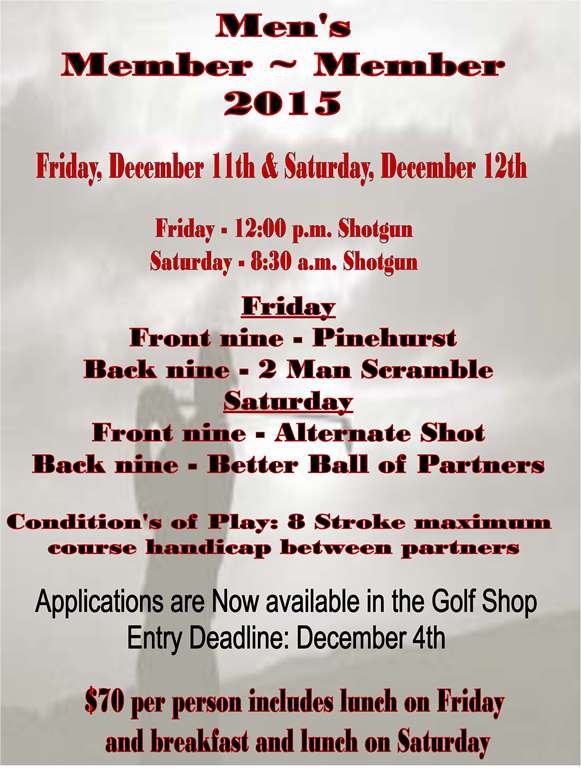 Men's
Member ~ Member
2015
Friday, December 11th & Saturday, December 12th
Friday - 12:00 p.m. Shotgun
Saturday - 8:30 a.m. Shotgun
Friday
Front nine - Pinehurst
Back nine - 2 Man Scramble
Saturday
Front nine - Alternate Shot
Back nine - Better Ball of Partners
Condition's of Play: 8 Stroke maximum
course handicap between partners
Applications are Now available in the Golf Shop
Entry Deadline: December 4th
$70 per person includes lunch on Friday
and breakfast and lunch on Saturday